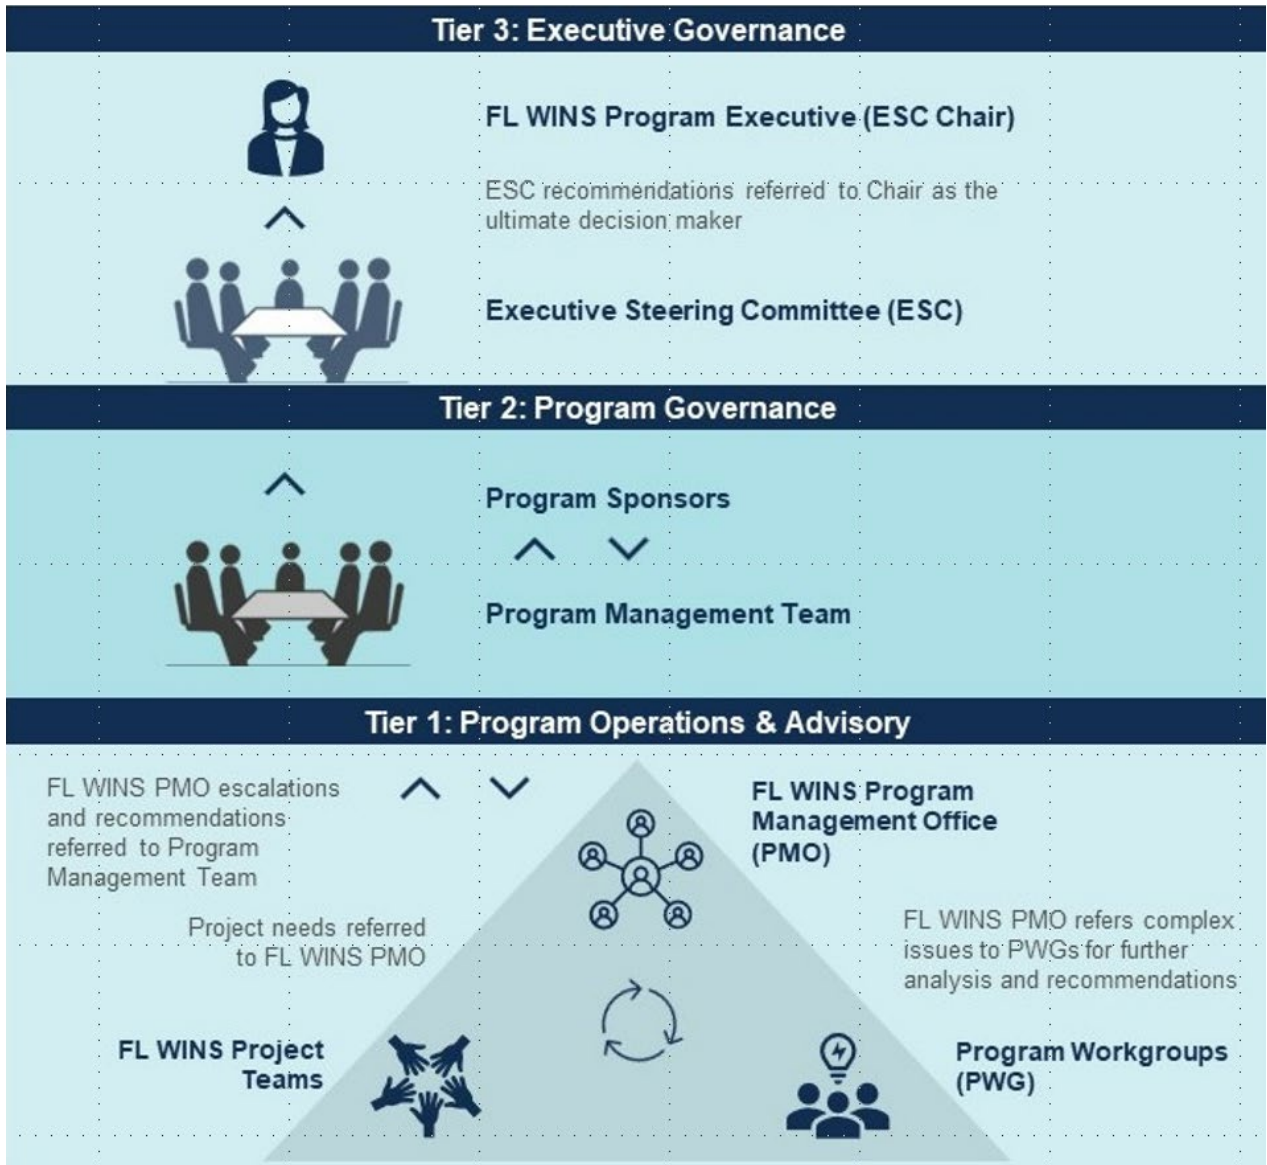 Tier 3: Executive Governance
FL WINS Program Executive (ESC Chair)
ESC recommendations referred to Chair as the
ultimate decision maker
Executive Steering Committee (ESC)
Tier 2: Program Governance
Program Sponsors
Program Management Team
Tier 1: Program Operations & Advisory
FL WINS PMO escalations
and recommendations
referred to Program
Management Team
FL WINS Program
Management Office
(PMO)
Project needs referred
to FL WINS PMO
FL WINS PMO refers complex
issues to PWGs for further
analysis and recommendations
FL WINS Project
Teams
Program Workgroups
(PWG)